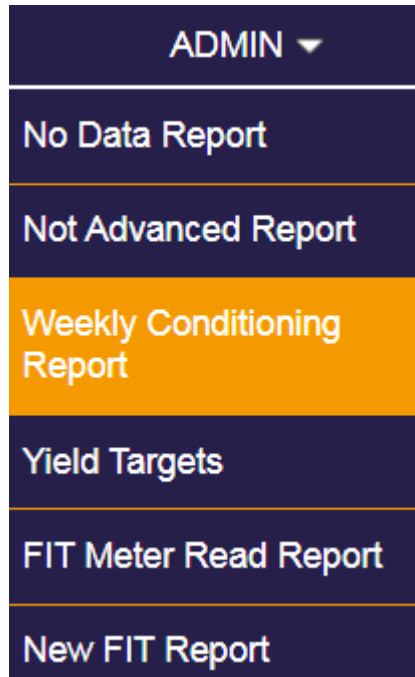 ADMIN
No Data Report
Not Advanced Report
Weekly Conditioning
Report
Yield Targets
FIT Meter Read Report
New FIT Report